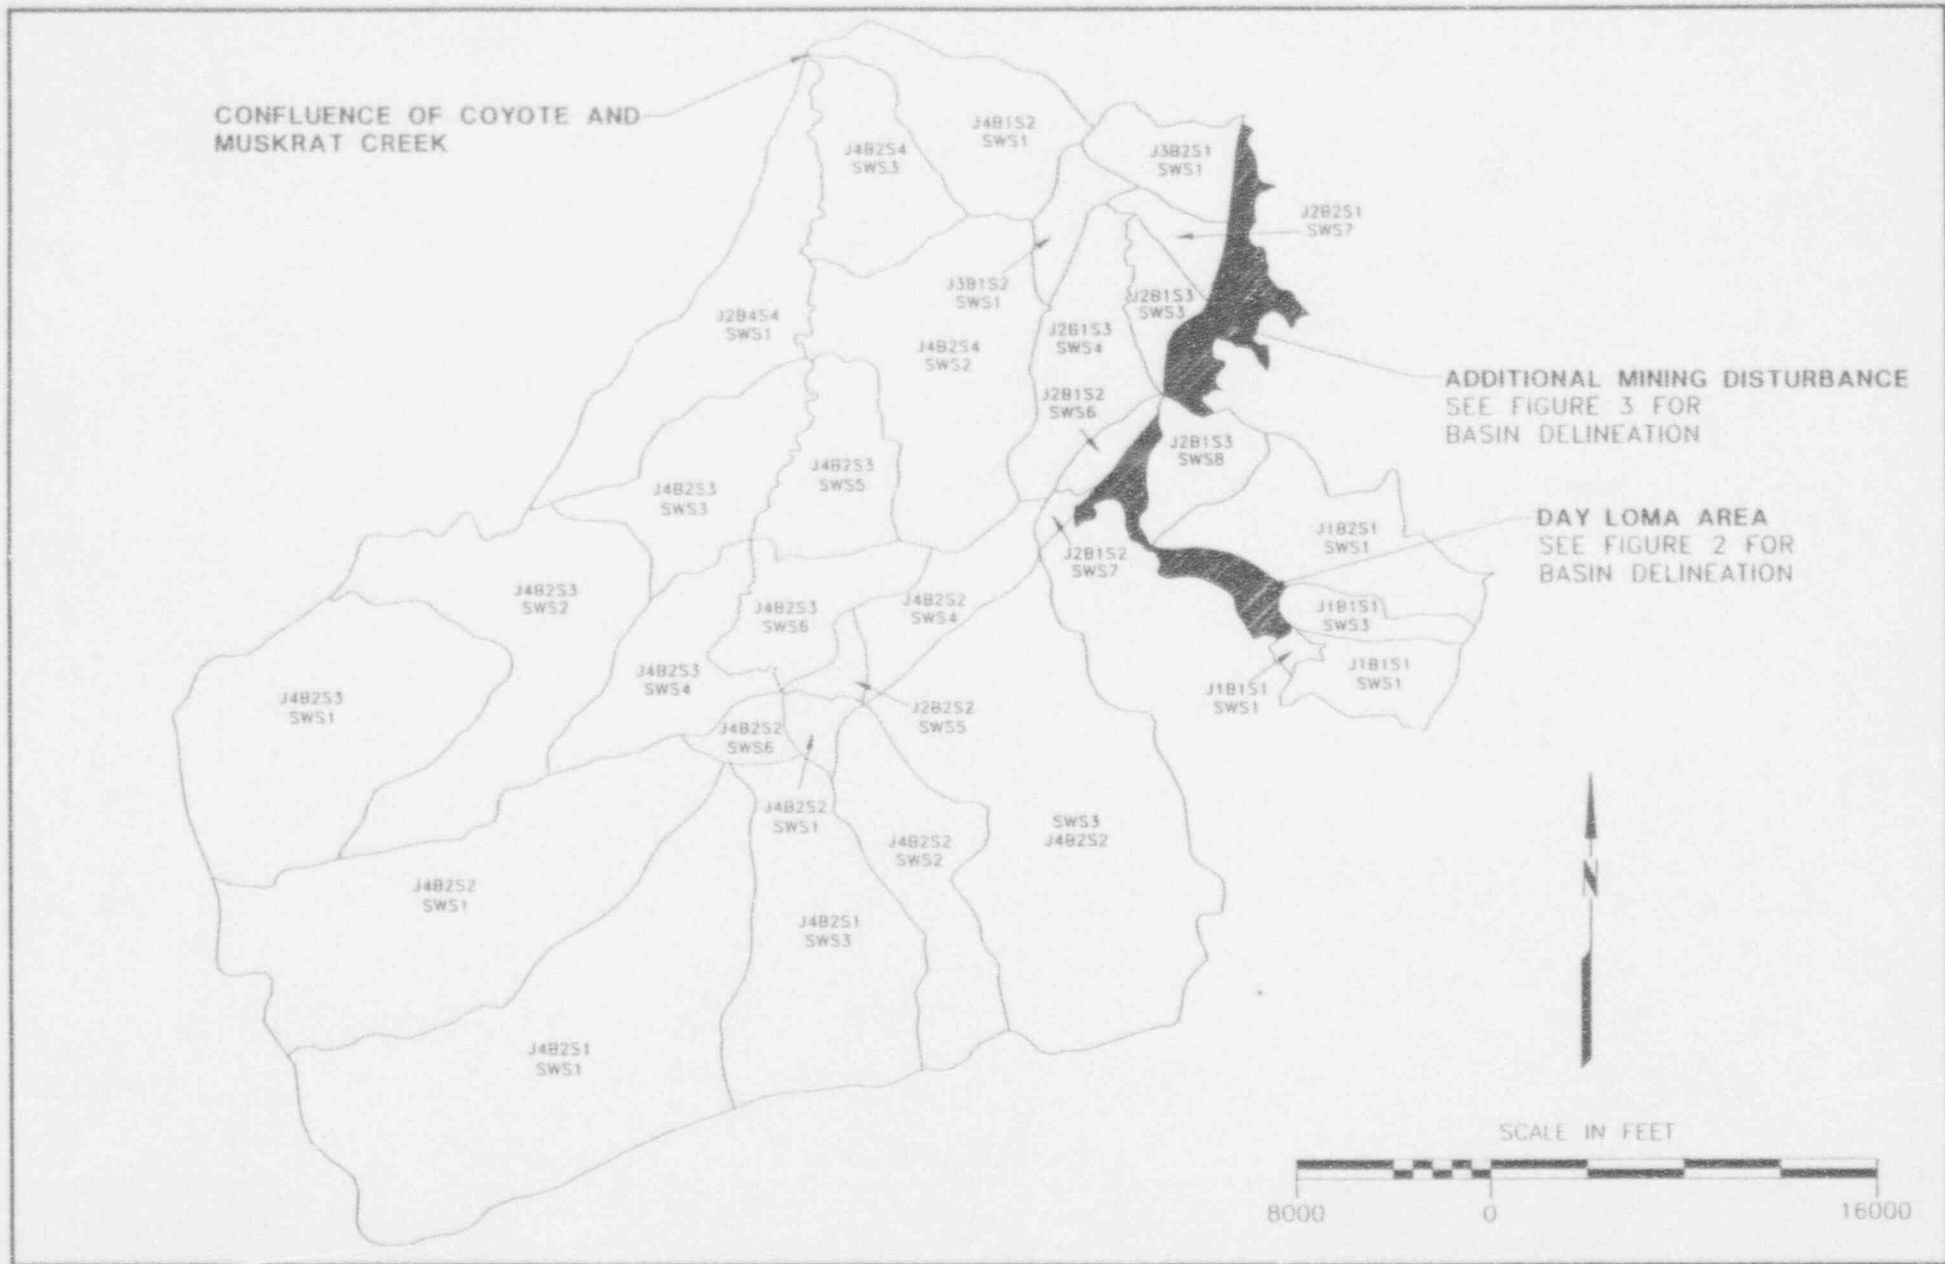 CONFLUENCE OF COYOTE AND
MUSKRAT CREEK
J4B1S2
SWS1
J4B2S4
SWS3
J3B2S1
SWS1
J2B2S1
SWS7
J3B1S2
SWS1
J2B1S3
SWS3
J2B4S4
SWS1
J2B1S3
SWS4
J4B2S4
SWS2
ADDITIONAL MINING DISTURBANCE
SEE FIGURE 3 FOR
BASIN DELINEATION
J2B1S2
SWS6
J2B1S3
SWS8
J4B2S3
SWS5
J4B2S3
SWS3
DAY LOMA AREA
SEE FIGURE 2 FOR
BASIN DELINEATION
J1B2S1
SWS1
J2B1S2
SWS7
J4B2S3
SWS2
J4B2S3
SWS6
J4B2S2
SWS4
J1B1S1
SWS3
J4B2S3
SWS4
J1B1S1
SWS1
J4B2S3
SWS1
J1B1S1
SWS1
J2B2S2
SWS5
J4B2S2
SWS6
J4B2S2
SWS1
SWS3
J4B2S2
J4B2S2
SWS2
J4B2S2
SWS1
N
J4B2S1
SWS3
J4B2S1
SWS1
SCALE IN FEET
8000 0 16000